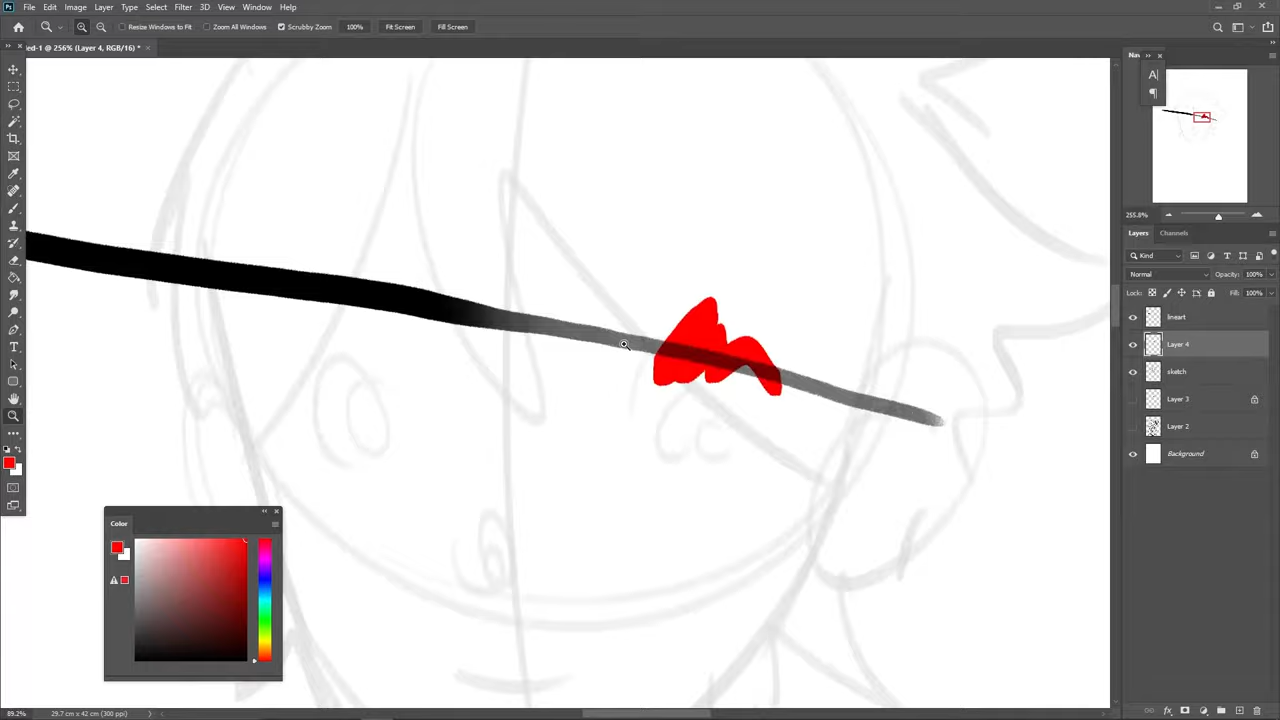 Ps File Edit Image Layer Type Select Filter 3D View Window Help
Resize Windows to Fit Zoom All Windows Scrubby Zoom 100% Fit Screen Fill Screen
ed-1 @ 256% (Layer 4, RGB/16) * ×
Nav
A|
¶
255.8%
Layers Channels
Kind
Normal Opacity: 100%
Lock: Fill: 100%
lineart
Layer 4
sketch
Layer 3
Layer 2
Background
Color
89.2% 29.7 cm x 42 cm (300 ppi)